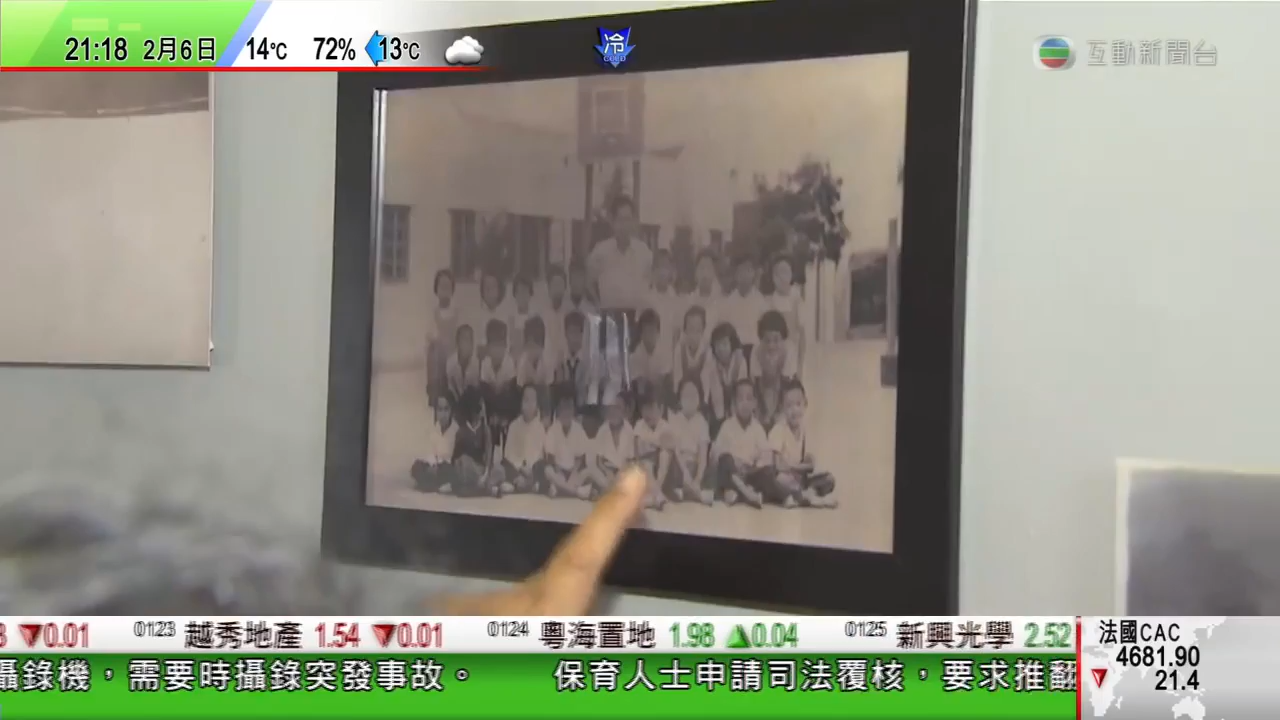 21:18 2月6日 14℃ 72% 13℃
冷
COLD
互動新聞台
0.01 0123 越秀地產 1.54 0.01 0124 粵海置地 1.98 0.04 0125 新興光學 2.52
攝錄機,需要時攝錄突發事故。 保育人士申請司法覆核,要求推翻
法國CAC
4681.90
21.4